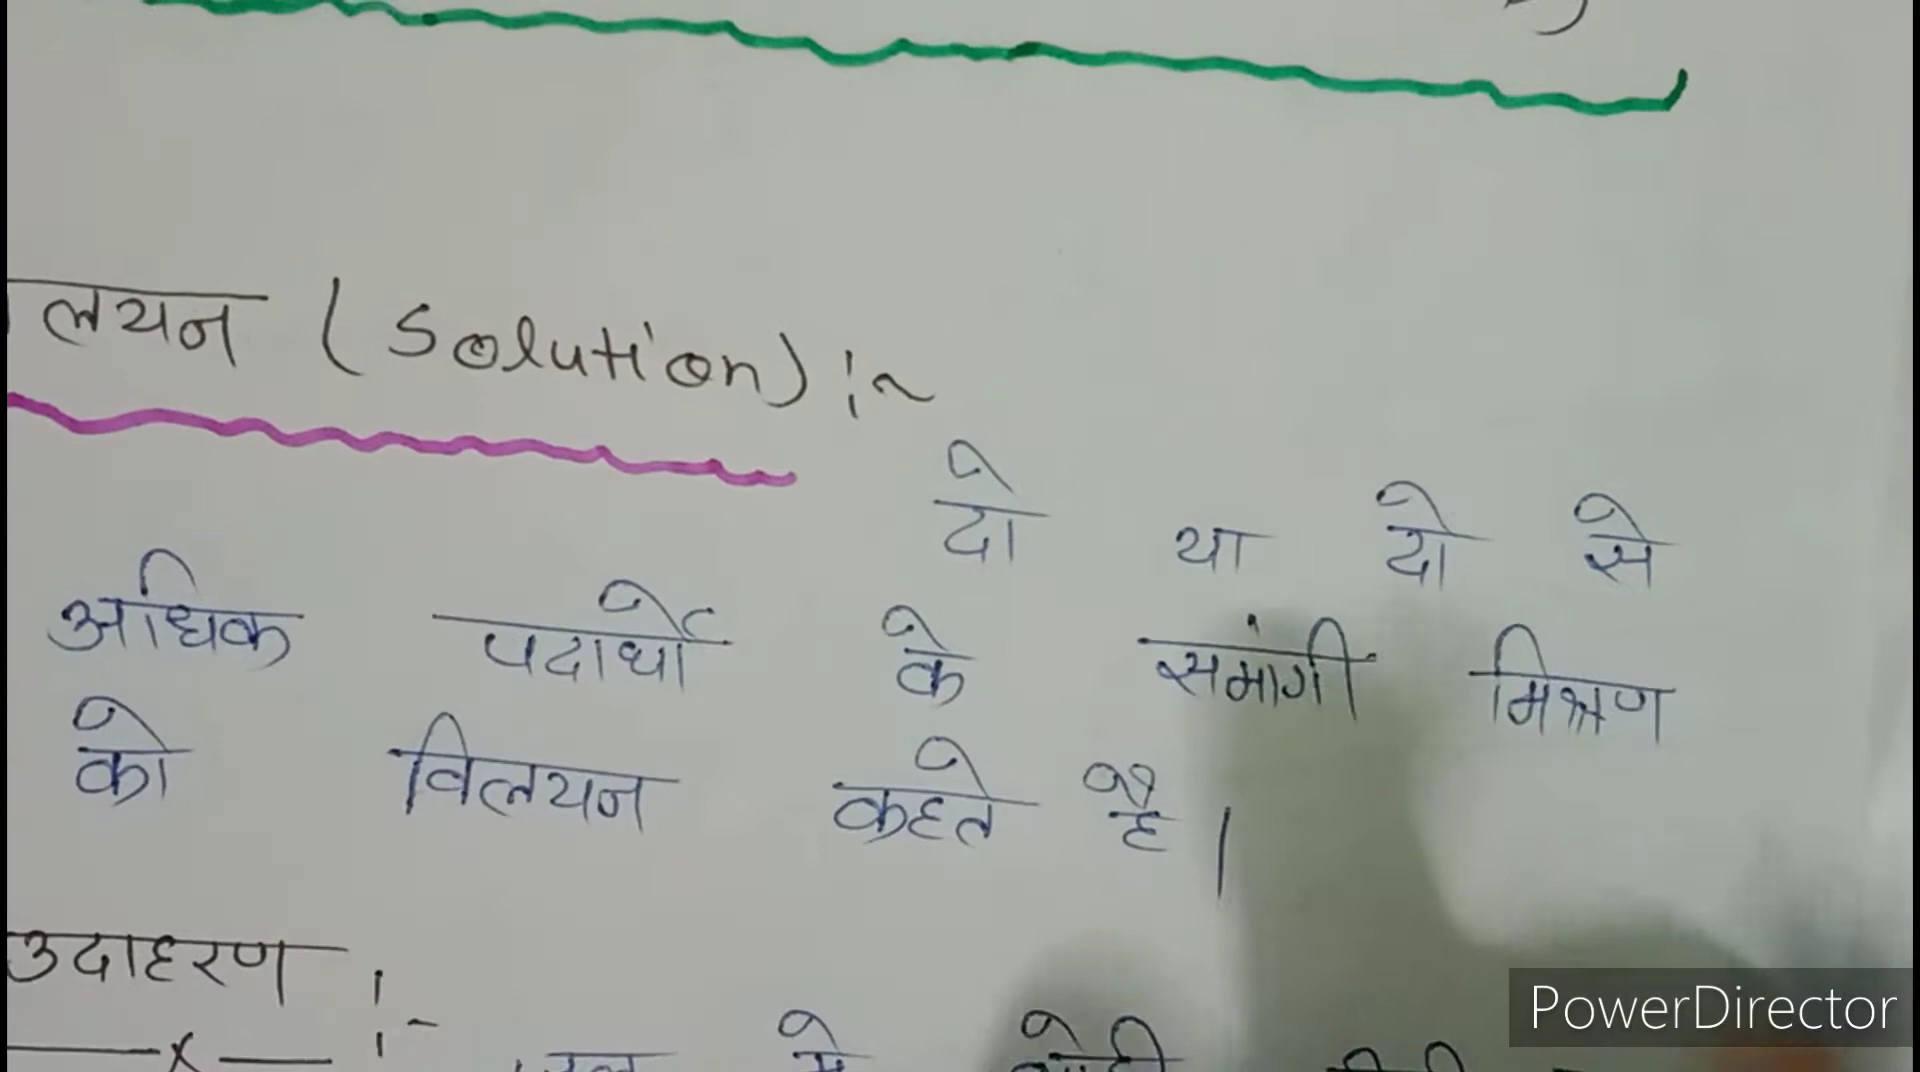 लयन (Solution) :-
दो या दो से
अधिक पदार्थो के समांगी मिश्रण
को विलयन कहते है।
उदाहरण :-
मे
PowerDirector